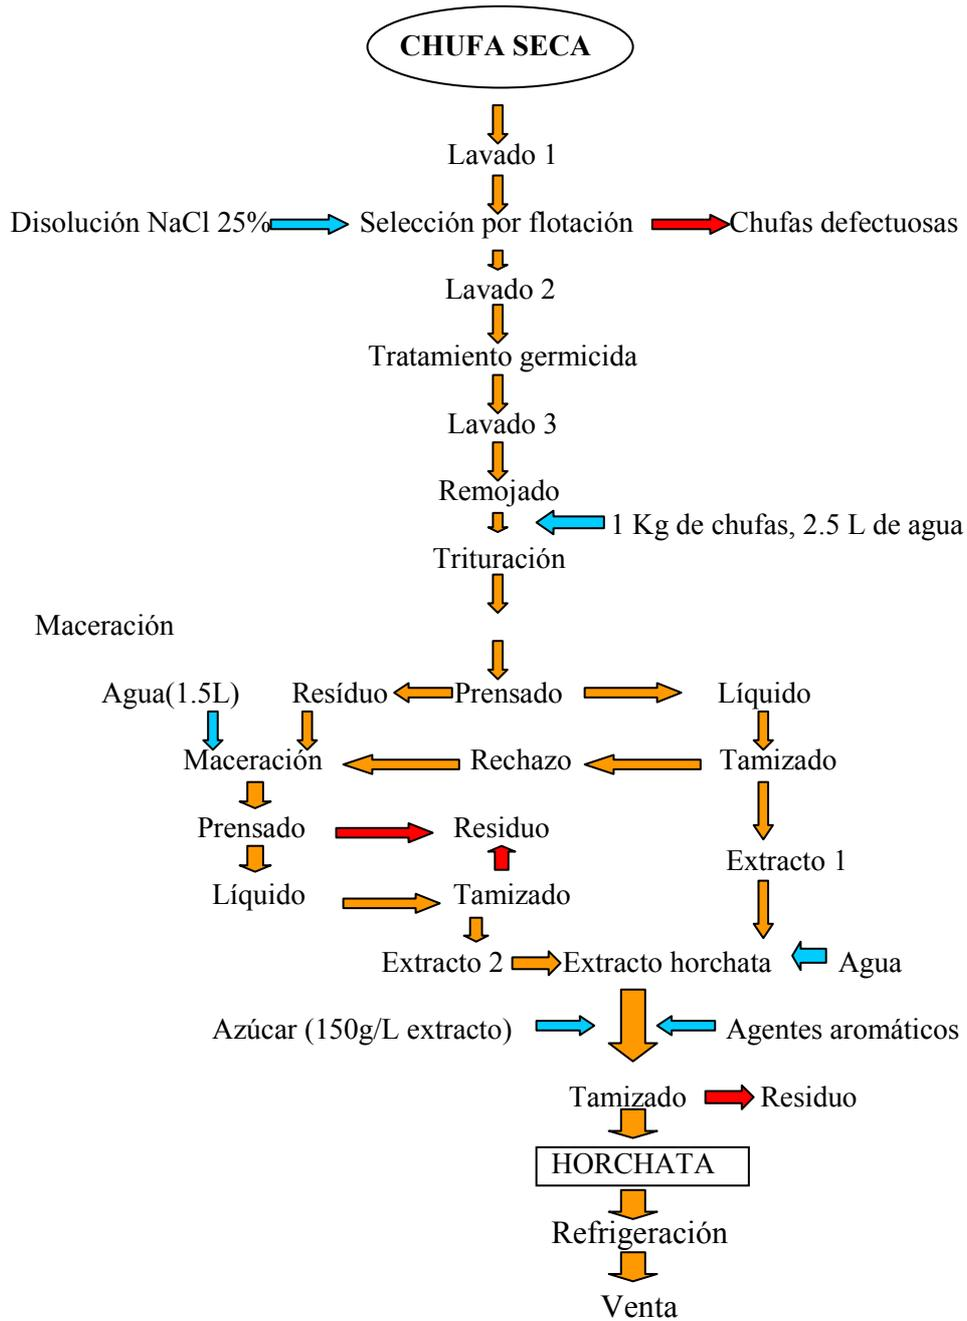 CHUFA SECA
Lavado 1
Disolución NaCl 25% Selección por flotación Chufas defectuosas
Lavado 2
Tratamiento germicida
Lavado 3
Remojado
1 Kg de chufas, 2.5 L de agua
Trituración
Maceración
Agua(1.5L) Resíduo Prensado Líquido
Maceración Rechazo Tamizado
Prensado Residuo
Extracto 1
Líquido Tamizado
Extracto 2 Extracto horchata Agua
Azúcar (150g/L extracto) Agentes aromáticos
Tamizado Residuo
HORCHATA
Refrigeración
Venta